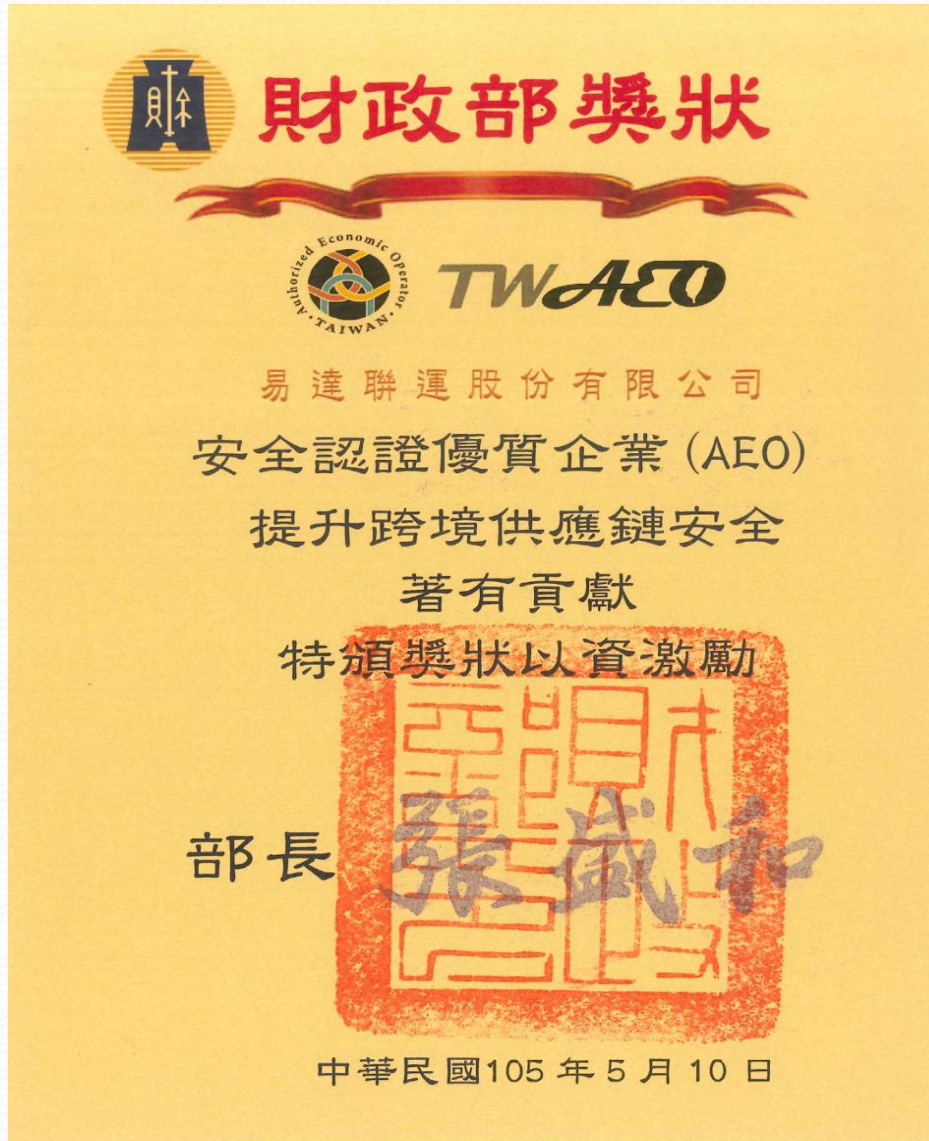 財政部獎狀
Authorized Economic Operator
TAIWAN
TWAEO
易達聯運股份有限公司
安全認證優質企業(AEO)
提升跨境供應鏈安全
著有貢獻
特頒獎狀以資激勵
部長 張盛和
中華民國105年5月10日